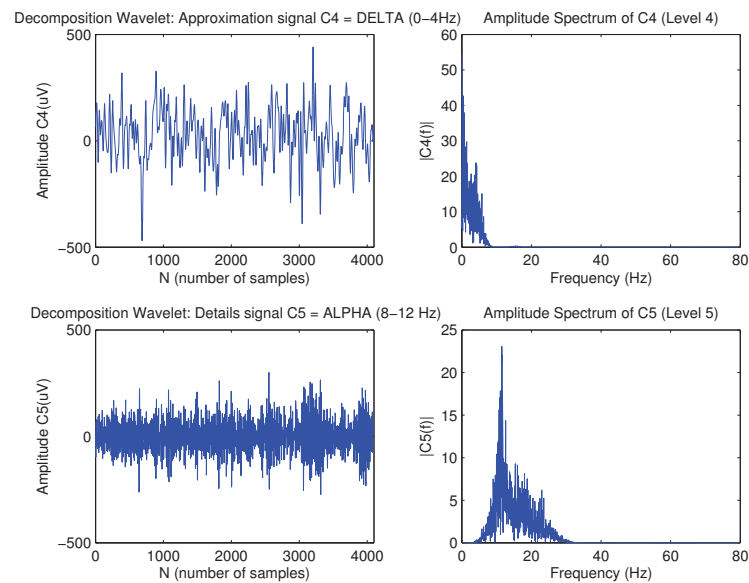 Decomposition Wavelet: Approximation signal C4 = DELTA (0−4Hz)
Amplitude Spectrum of C4 (Level 4)
500
0
−500
Amplitude C4(uV)
0 1000 2000 3000 4000
N (number of samples)
60
50
40
30
20
10
0
|C4(f)|
0 20 40 60 80
Frequency (Hz)
Decomposition Wavelet: Details signal C5 = ALPHA (8−12 Hz)
Amplitude Spectrum of C5 (Level 5)
500
0
−500
Amplitude C5(uV)
0 1000 2000 3000 4000
N (number of samples)
25
20
15
10
5
0
|C5(f)|
0 20 40 60 80
Frequency (Hz)